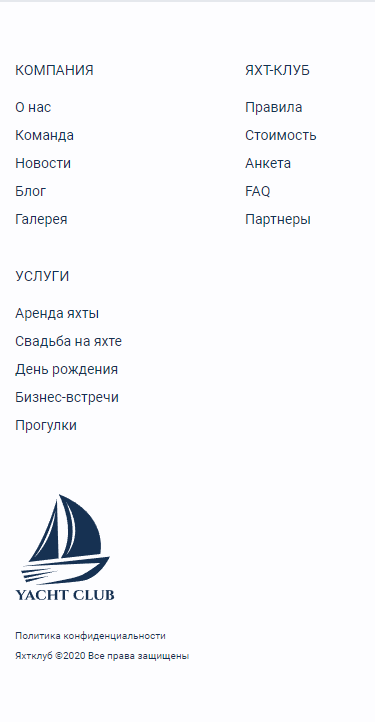 КОМПАНИЯ
О нас
Команда
Новости
Блог
Галерея
ЯХТ-КЛУБ
Правила
Стоимость
Анкета
FAQ
Партнеры
УСЛУГИ
Аренда яхты
Свадьба на яхте
День рождения
Бизнес-встречи
Прогулки
YACHT CLUB
Политика конфиденциальности
Яхтклуб ©2020 Все права защищены